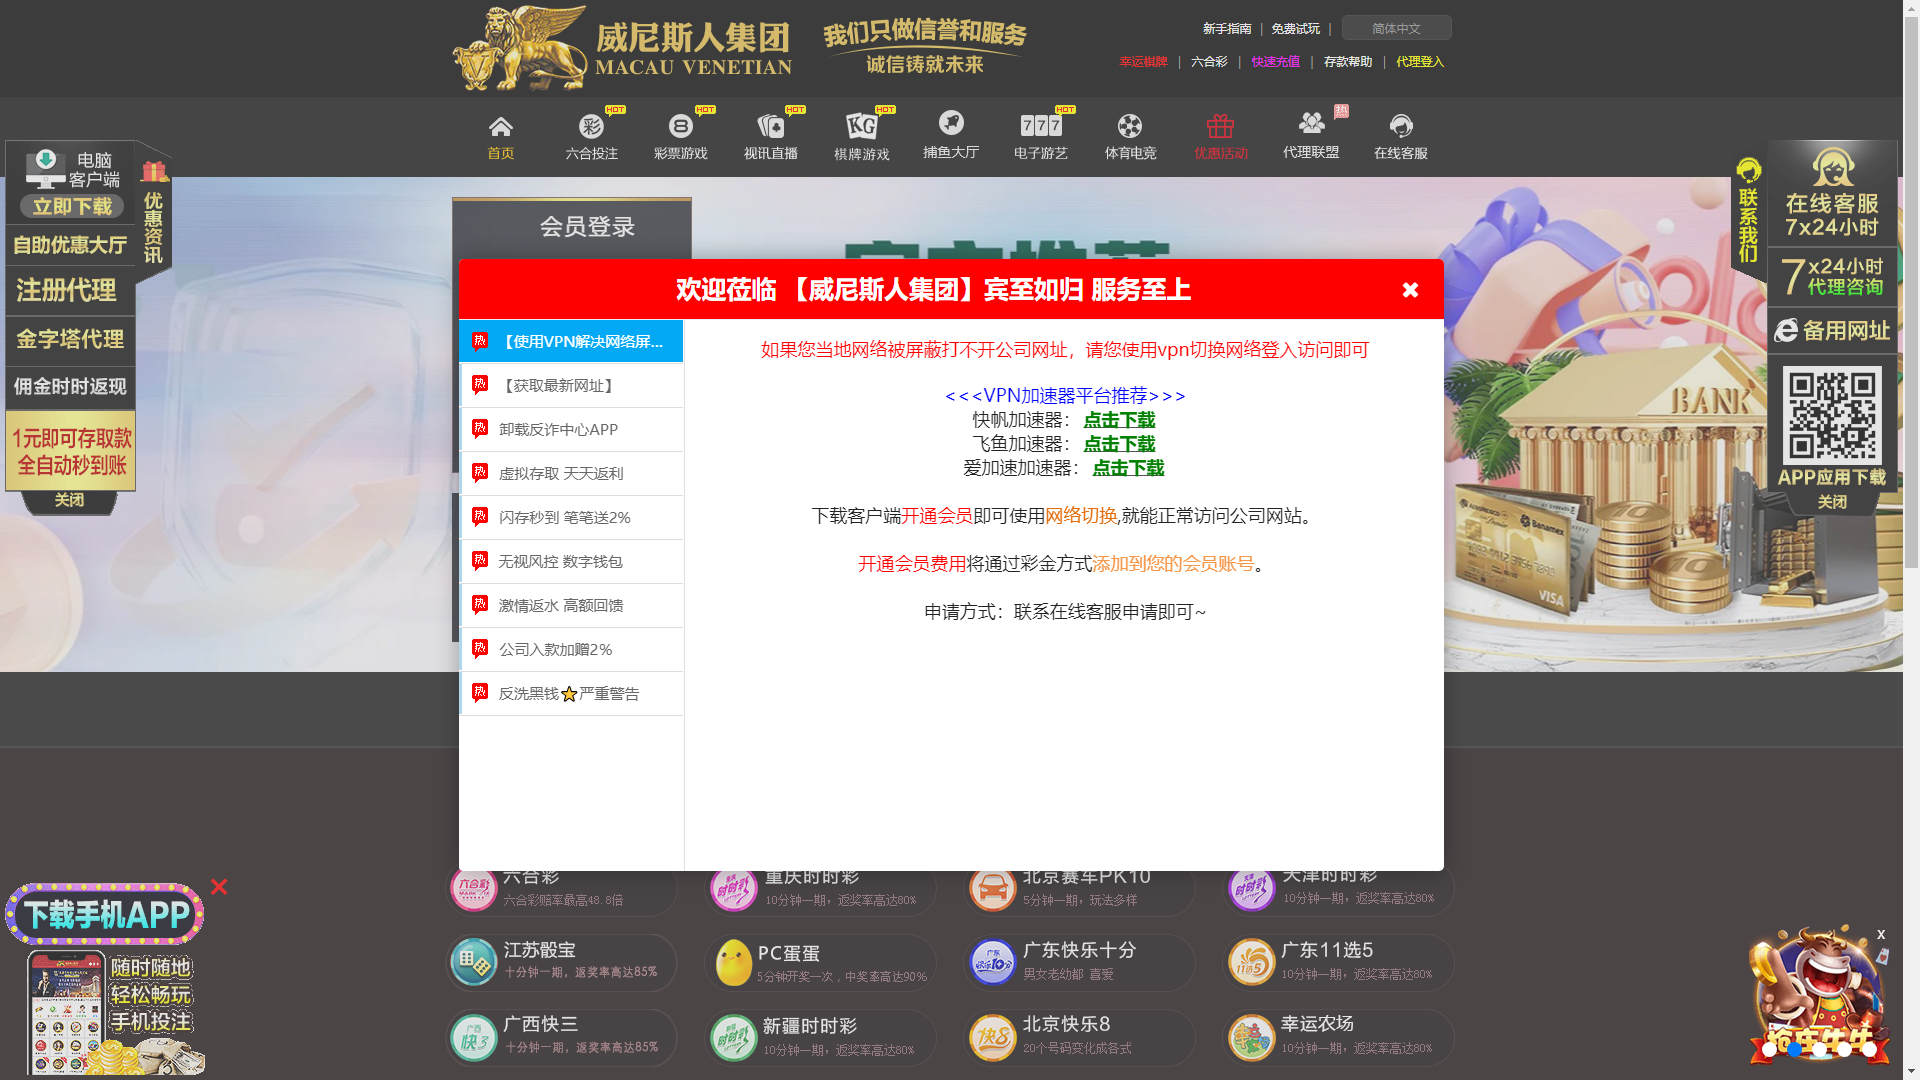 威尼斯人集团
MACAU VENETIAN
我们只做信誉和服务
诚信铸就未来
新手指南 | 免费试玩 |
简体中文
幸运棋牌 | 六合彩 | 快速充值 | 存款帮助 | 代理登入
HOT HOT HOT HOT HOT 热
首页 六合投注 彩票游戏 视讯直播 棋牌游戏 捕鱼大厅 电子游艺 体育电竞 优惠活动 代理联盟 在线客服
电脑
客户端
立即下载
自助优惠大厅
注册代理
金字塔代理
佣金时时返现
1元即可存取款
全自动秒到账
关闭
优惠资讯
会员登录
联系我们
在线客服
7x24小时
7x24小时
代理咨询
备用网址
APP应用下载
关闭
BANK
Banamex
VISA
欢迎莅临 【威尼斯人集团】宾至如归 服务至上
热 【使用VPN解决网络屏...
热 【获取最新网址】
热 卸载反诈中心APP
热 虚拟存取 天天返利
热 闪存秒到 笔笔送2%
热 无视风控 数字钱包
热 激情返水 高额回馈
热 公司入款加赠2%
热 反洗黑钱⭐严重警告
如果您当地网络被屏蔽打不开公司网址，请您使用vpn切换网络登入访问即可
<<<VPN加速器平台推荐>>>
快帆加速器： 点击下载
飞鱼加速器： 点击下载
爱加速加速器： 点击下载
下载客户端开通会员即可使用网络切换,就能正常访问公司网站。
开通会员费用将通过彩金方式添加到您的会员账号。
申请方式：联系在线客服申请即可~
六合彩
六合彩赔率最高48.8倍
重庆时时彩
10分钟一期，返奖率高达80%
北京赛车PK10
5分钟一期，玩法多样
天津时时彩
10分钟一期，返奖率高达80%
江苏骰宝
十分钟一期，返奖率高达85%
PC蛋蛋
5分钟开奖一次，中奖率高达90%
广东快乐十分
男女老幼都 喜爱
广东11选5
10分钟一期，返奖率高达80%
广西快三
十分钟一期，返奖率高达85%
新疆时时彩
10分钟一期，返奖率高达80%
北京快乐8
20个号码变化成各式
幸运农场
10分钟一期，返奖率高达80%
下载手机APP
随时随地
轻松畅玩
手机投注
x
抢庄牛牛